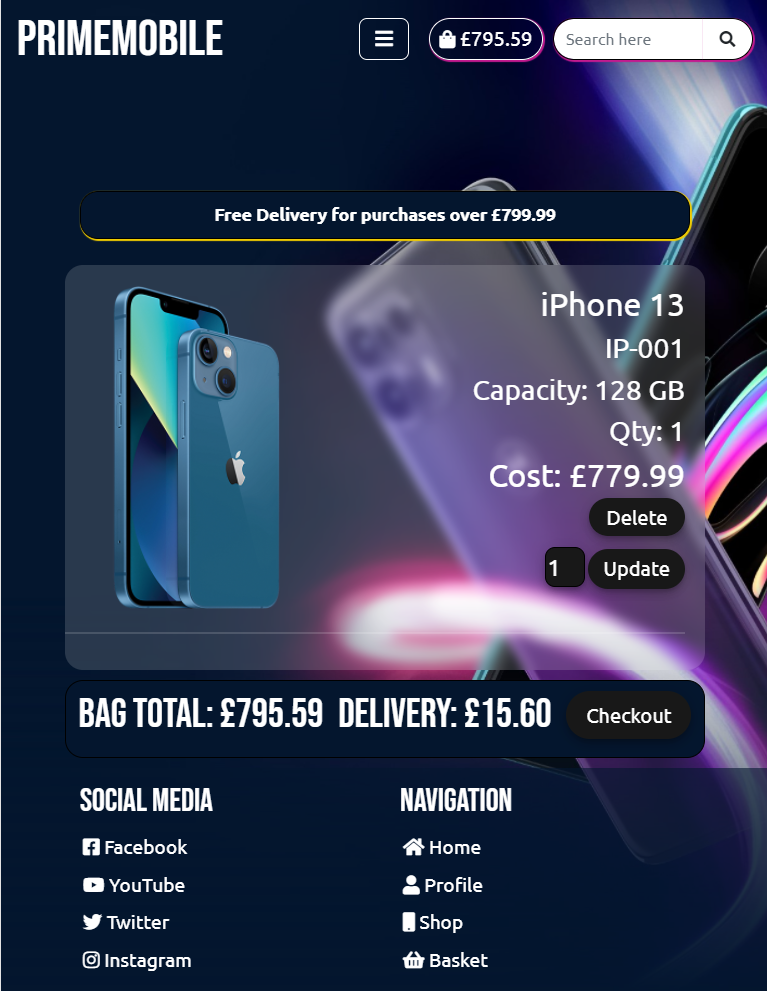 PRIMEMOBILE
£795.59
Search here
Free Delivery for purchases over £799.99
iPhone 13
IP-001
Capacity: 128 GB
Qty: 1
Cost: £779.99
Delete
1 Update
BAG TOTAL: £795.59 DELIVERY: £15.60 Checkout
SOCIAL MEDIA
Facebook
YouTube
Twitter
Instagram
NAVIGATION
Home
Profile
Shop
Basket